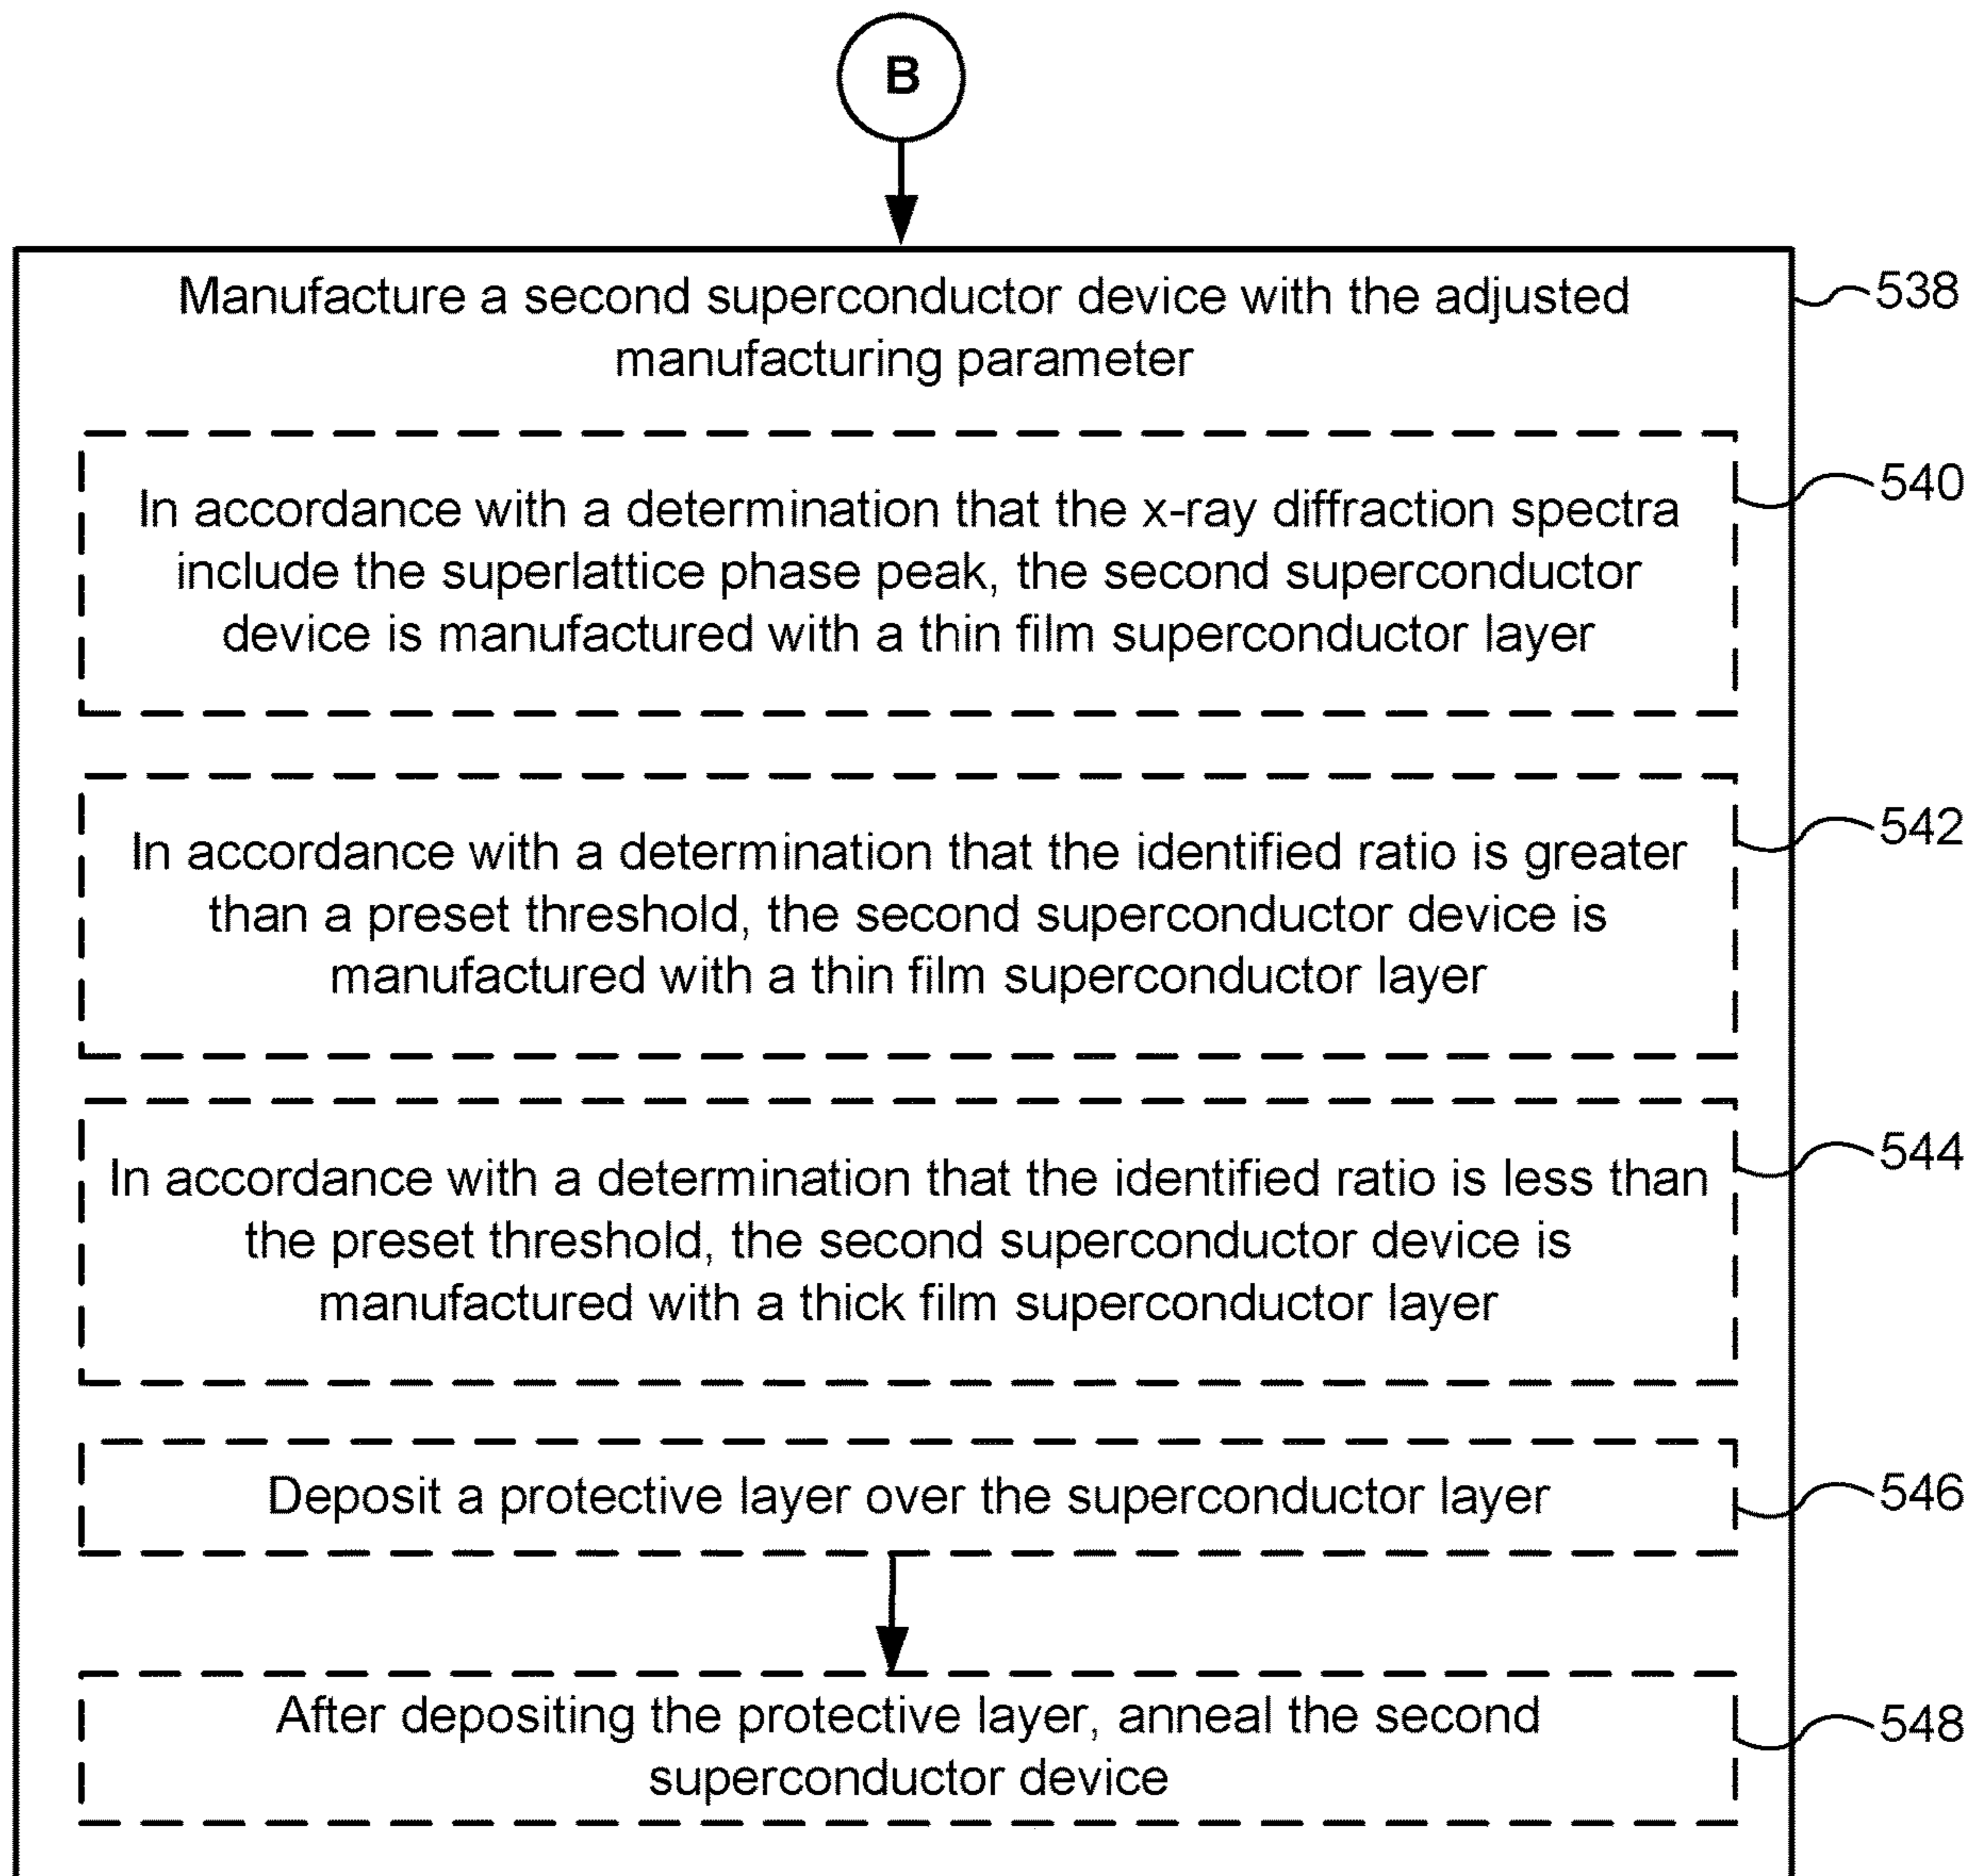 B
Manufacture a second superconductor device with the adjusted
manufacturing parameter
538
In accordance with a determination that the x-ray diffraction spectra
include the superlattice phase peak, the second superconductor
device is manufactured with a thin film superconductor layer
540
In accordance with a determination that the identified ratio is greater
than a preset threshold, the second superconductor device is
manufactured with a thin film superconductor layer
542
In accordance with a determination that the identified ratio is less than
the preset threshold, the second superconductor device is
manufactured with a thick film superconductor layer
544
Deposit a protective layer over the superconductor layer
546
After depositing the protective layer, anneal the second
superconductor device
548